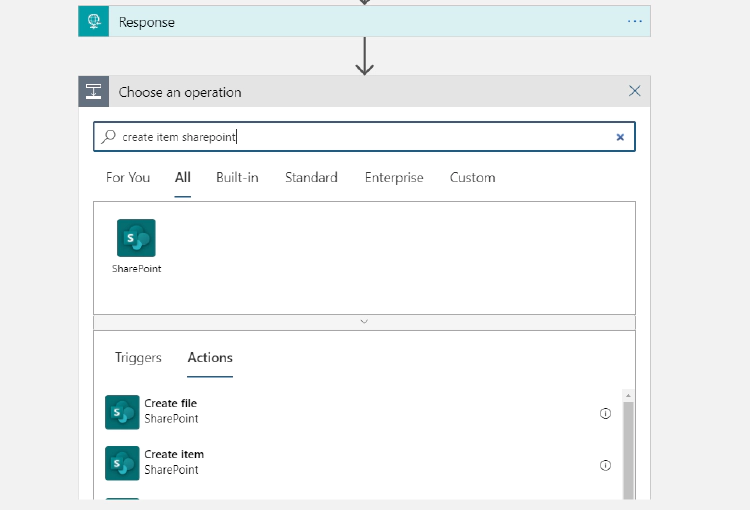 Response
...
Choose an operation
create item sharepoint
For You All Built-in Standard Enterprise Custom
S
SharePoint
Triggers Actions
S
Create file
SharePoint
S
Create item
SharePoint